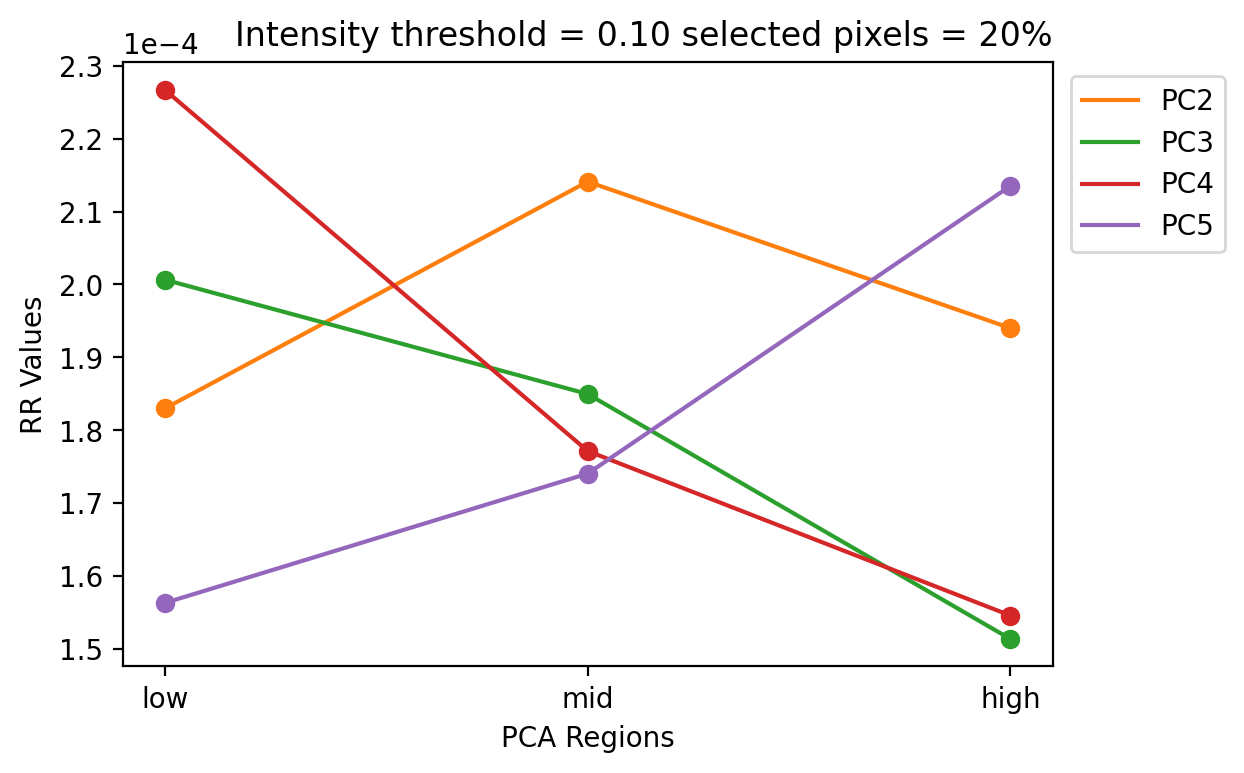 Intensity threshold = 0.10 selected pixels = 20%
1e−4
2.3
2.2
2.1
2.0
1.9
1.8
1.7
1.6
1.5
RR Values
low
mid
high
PCA Regions
PC2
PC3
PC4
PC5